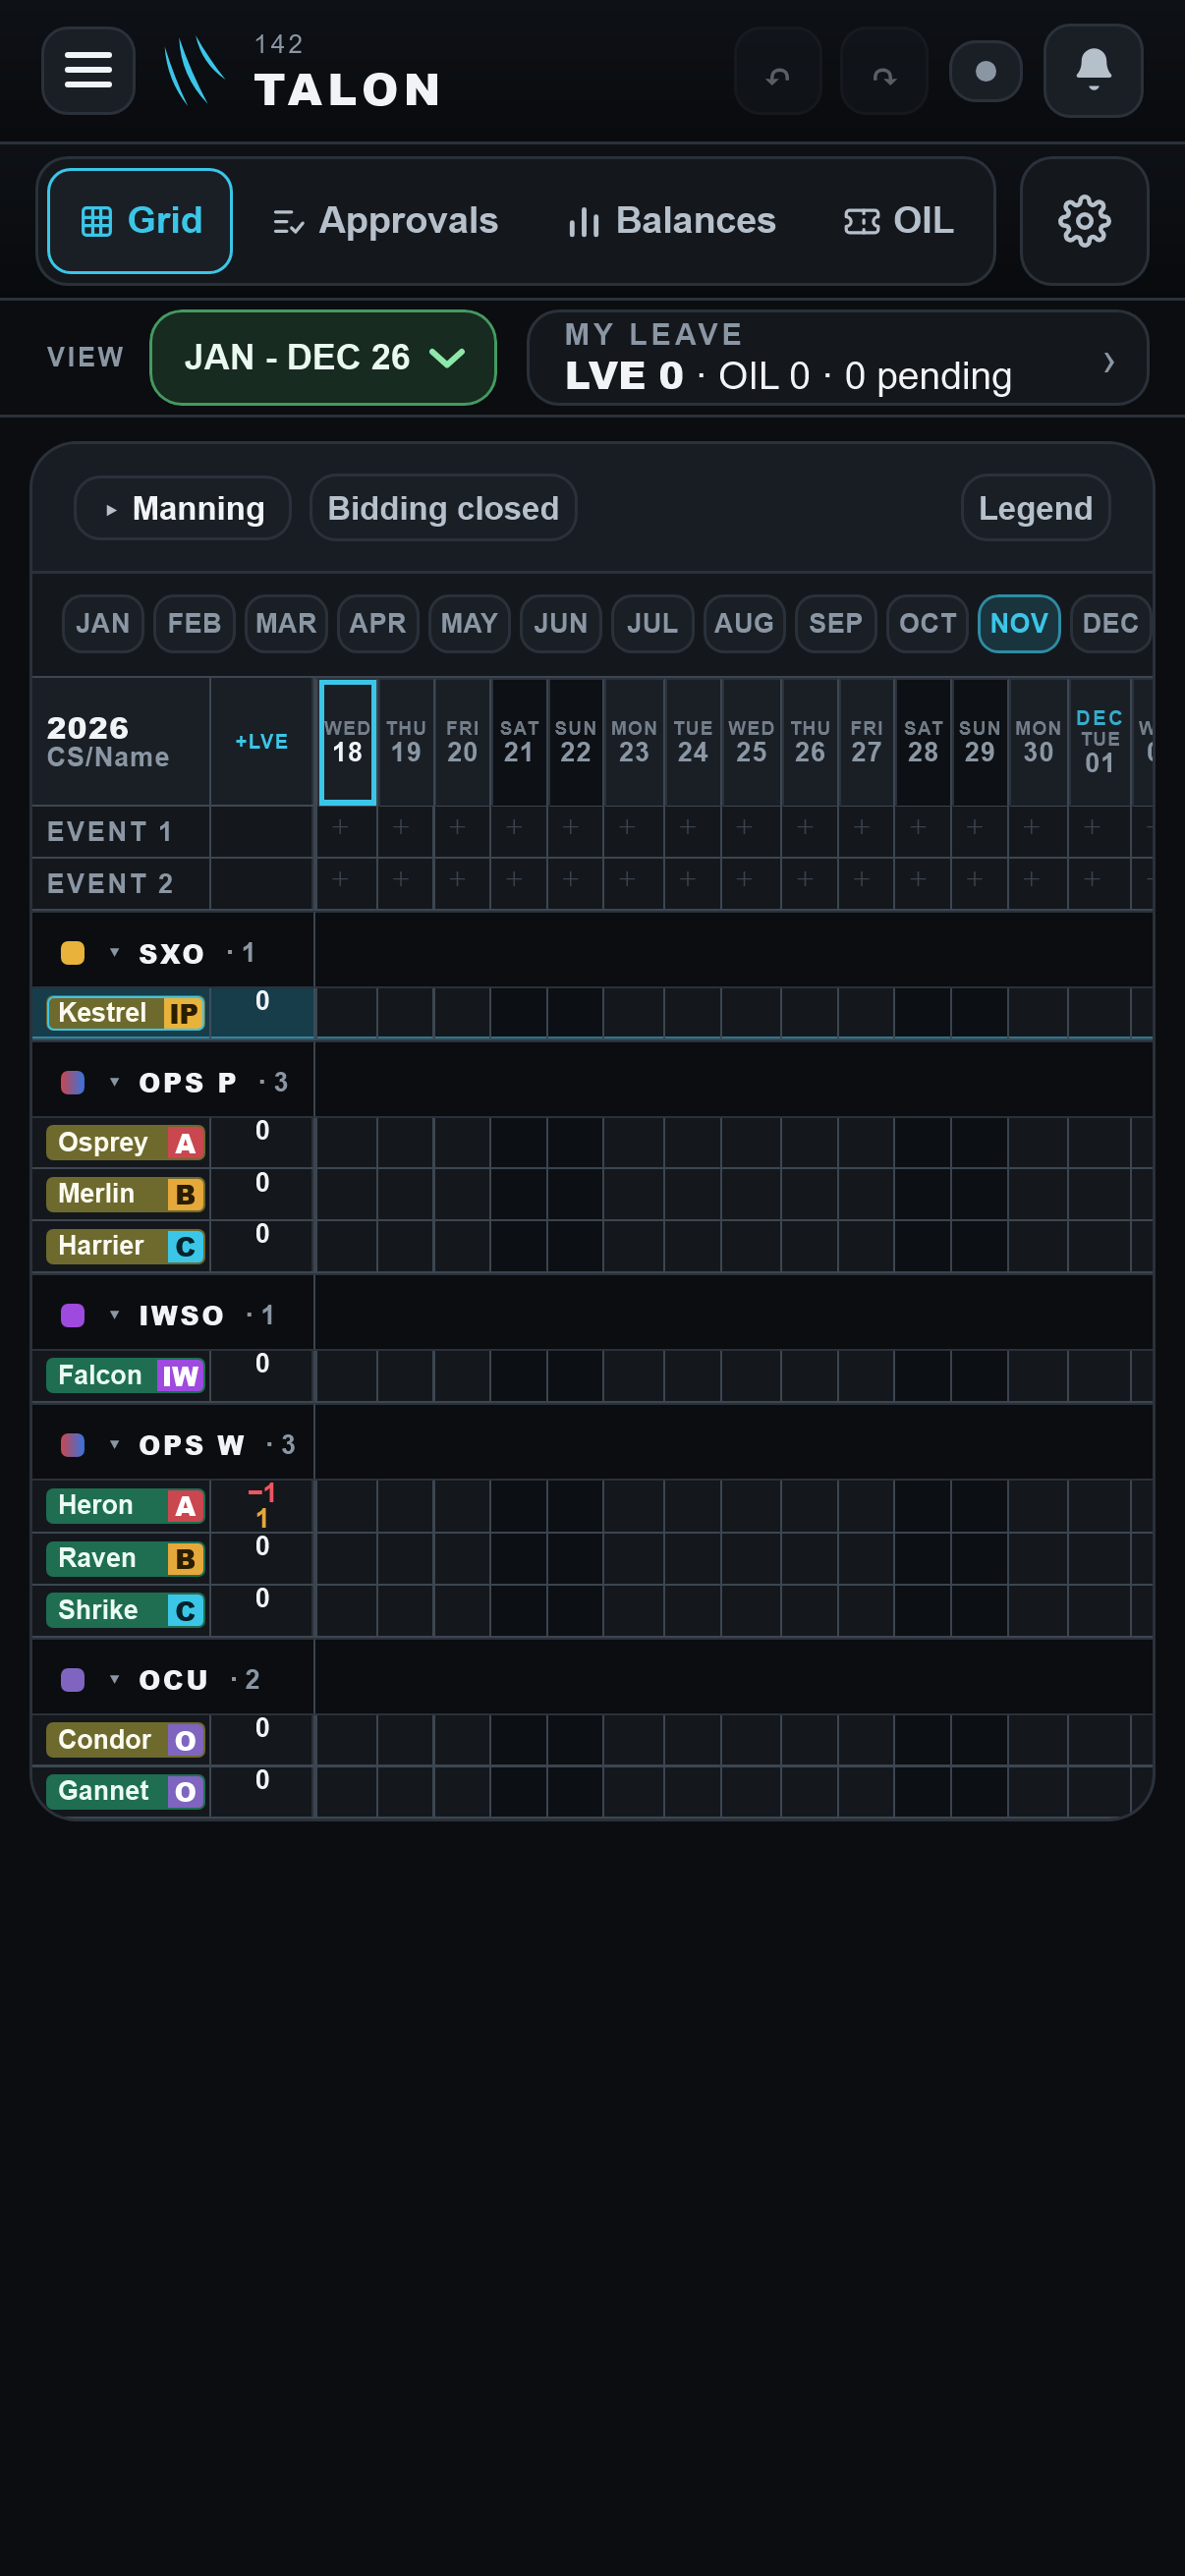 142
TALON
Grid Approvals Balances OIL
VIEW JAN - DEC 26
MY LEAVE
LVE 0 · OIL 0 · 0 pending
Manning Bidding closed Legend
JAN FEB MAR APR MAY JUN JUL AUG SEP OCT NOV DEC
2026
CS/Name
+LVE
WED 18
THU 19
FRI 20
SAT 21
SUN 22
MON 23
TUE 24
WED 25
THU 26
FRI 27
SAT 28
SUN 29
MON 30
DEC TUE 01
EVENT 1 + + + + + + + + + + + + + +
EVENT 2 + + + + + + + + + + + + + +
SXO · 1
Kestrel IP 0
OPS P · 3
Osprey A 0
Merlin B 0
Harrier C 0
IWSO · 1
Falcon IW 0
OPS W · 3
Heron A −1
1
Raven B 0
Shrike C 0
OCU · 2
Condor O 0
Gannet O 0